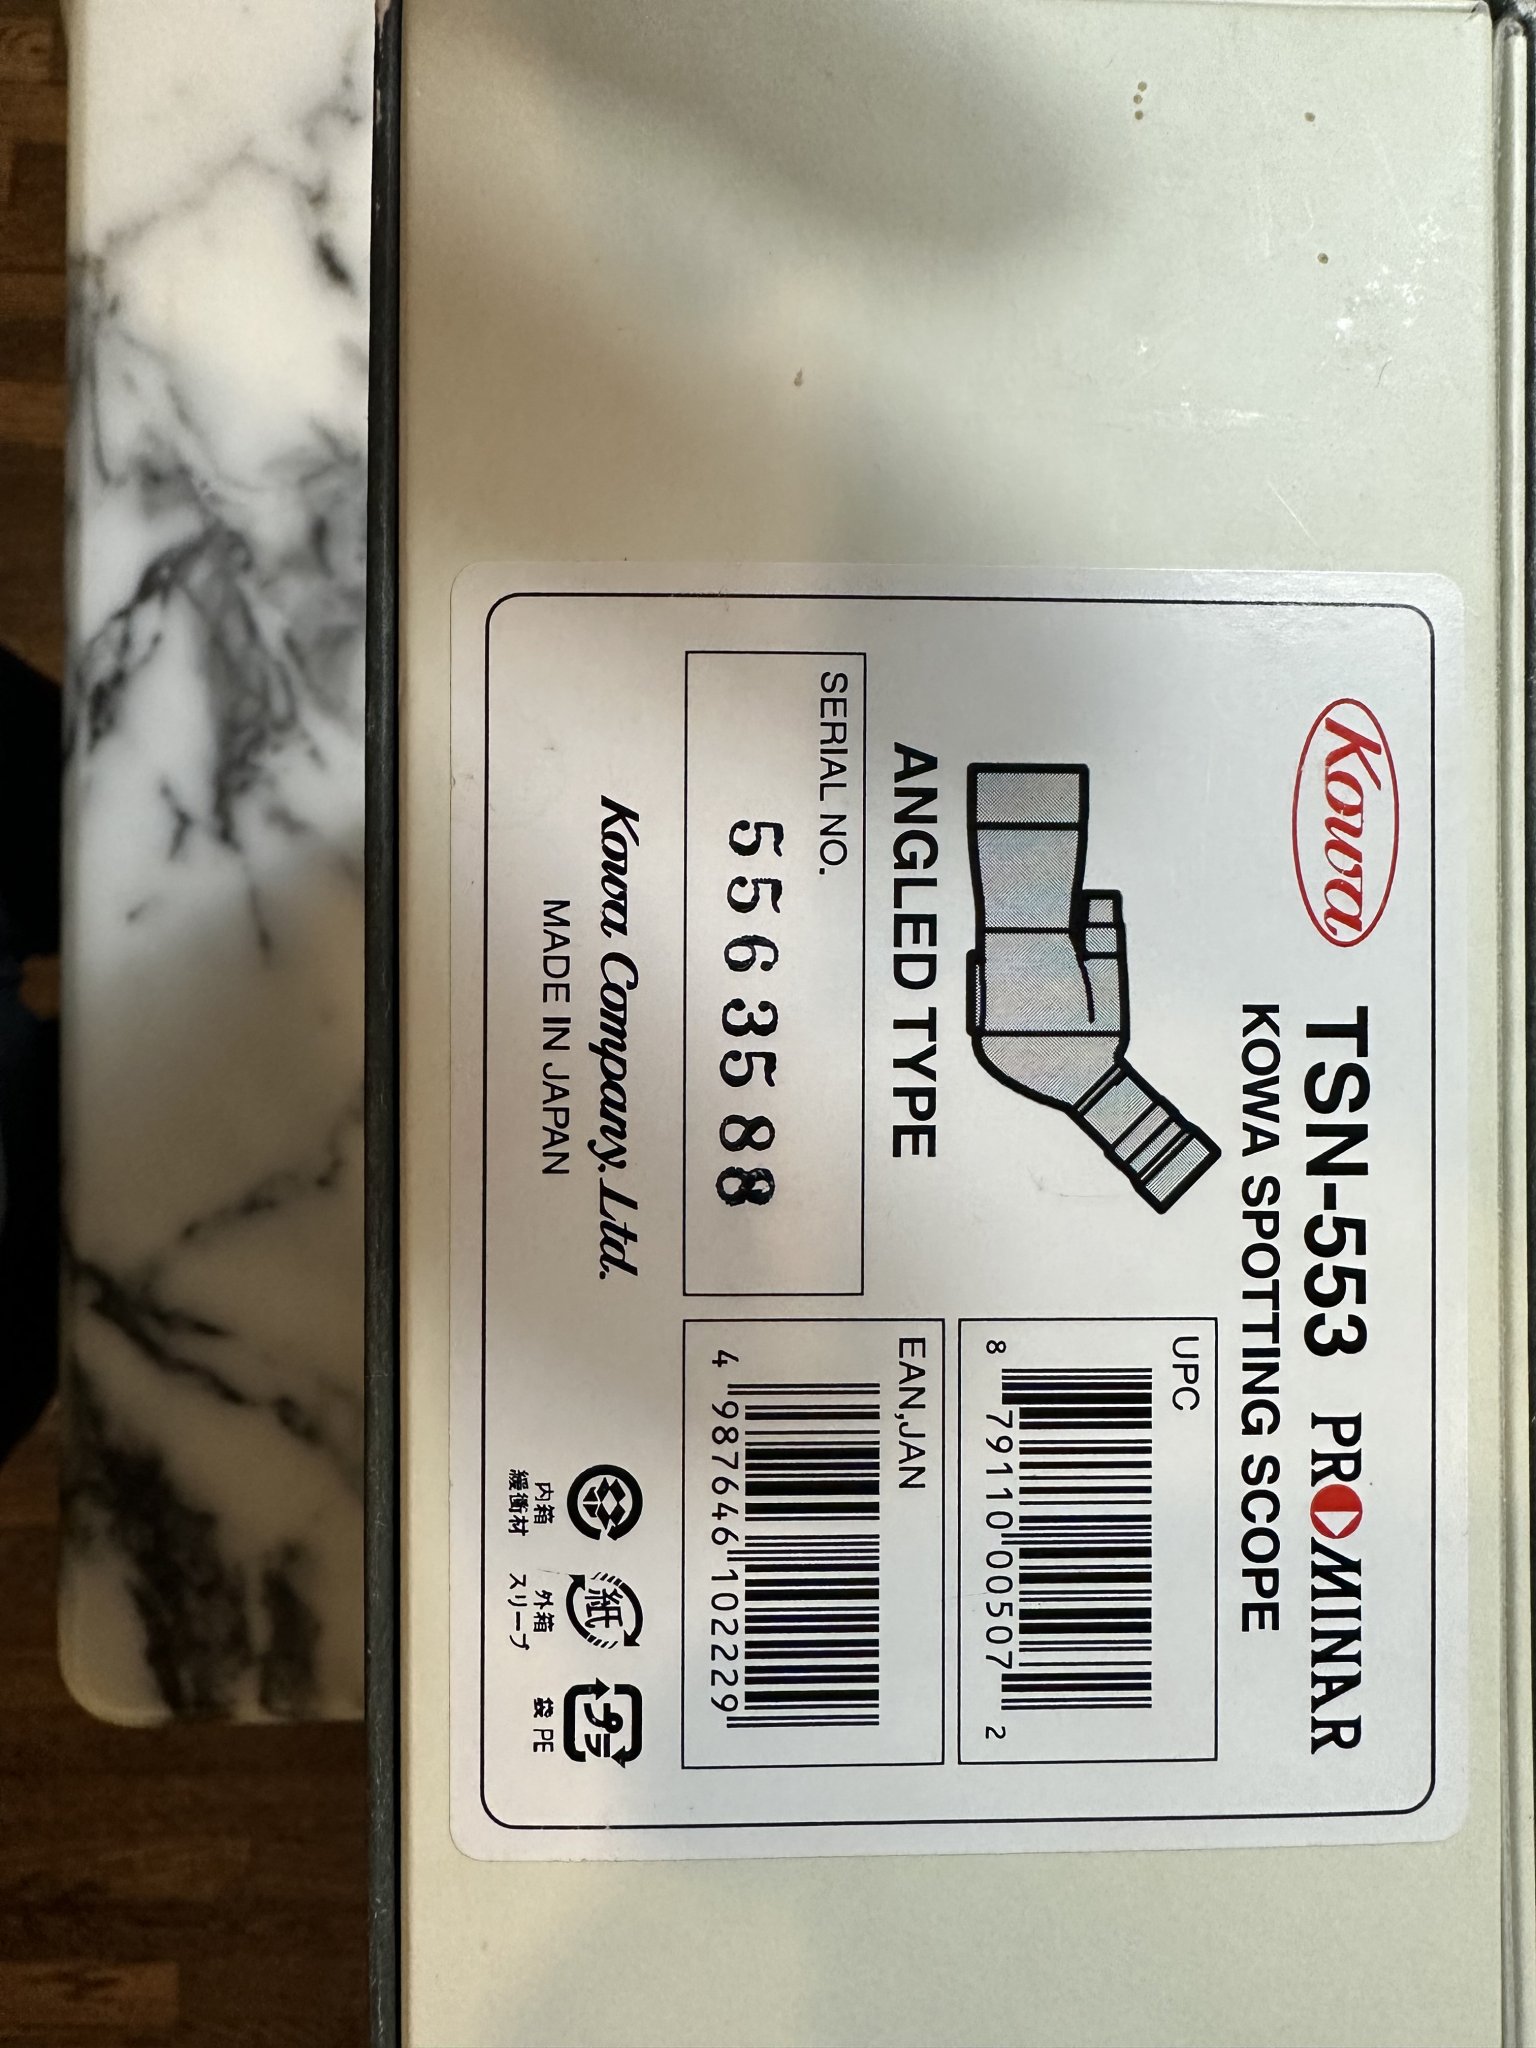 Kowa
TSN-553 PROMINAR
KOWA SPOTTING SCOPE
ANGLED TYPE
SERIAL NO.
5563588
UPC
8 79110 00507 2
EAN,JAN
4 987646 102229
Kowa Company. Ltd.
MADE IN JAPAN
紙
プラ
内箱
緩衝材
外箱
スリーブ
袋 PE